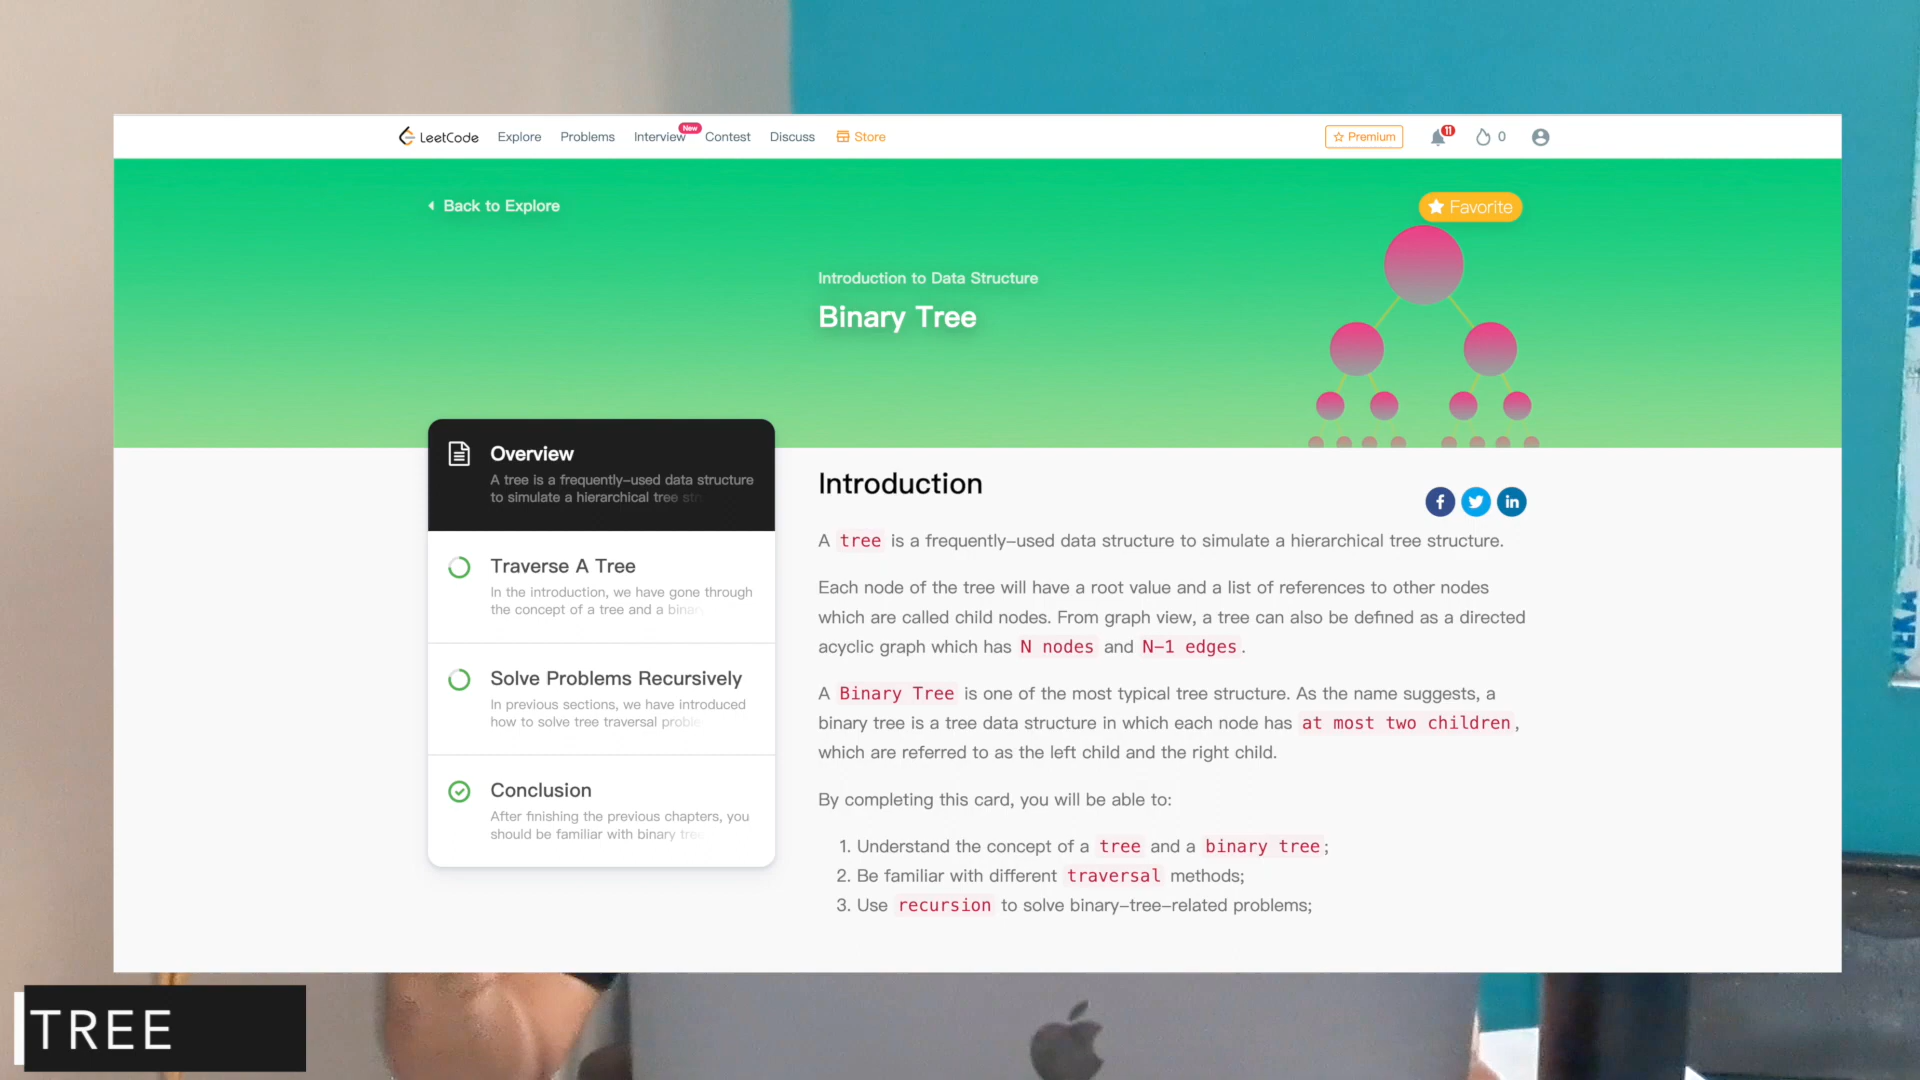 LeetCode Explore Problems Interview New Contest Discuss Store Premium 11 0
Back to Explore
Favorite
Introduction to Data Structure
Binary Tree
Overview
A tree is a frequently-used data structure
to simulate a hierarchical tree str
Traverse A Tree
In the introduction, we have gone through
the concept of a tree and a binary
Solve Problems Recursively
In previous sections, we have introduced
how to solve tree traversal proble
Conclusion
After finishing the previous chapters, you
should be familiar with binary tree
Introduction
A tree is a frequently-used data structure to simulate a hierarchical tree structure.
Each node of the tree will have a root value and a list of references to other nodes
which are called child nodes. From graph view, a tree can also be defined as a directed
acyclic graph which has N nodes and N-1 edges.
A Binary Tree is one of the most typical tree structure. As the name suggests, a
binary tree is a tree data structure in which each node has at most two children,
which are referred to as the left child and the right child.
By completing this card, you will be able to:
1. Understand the concept of a tree and a binary tree;
2. Be familiar with different traversal methods;
3. Use recursion to solve binary-tree-related problems;
TREE